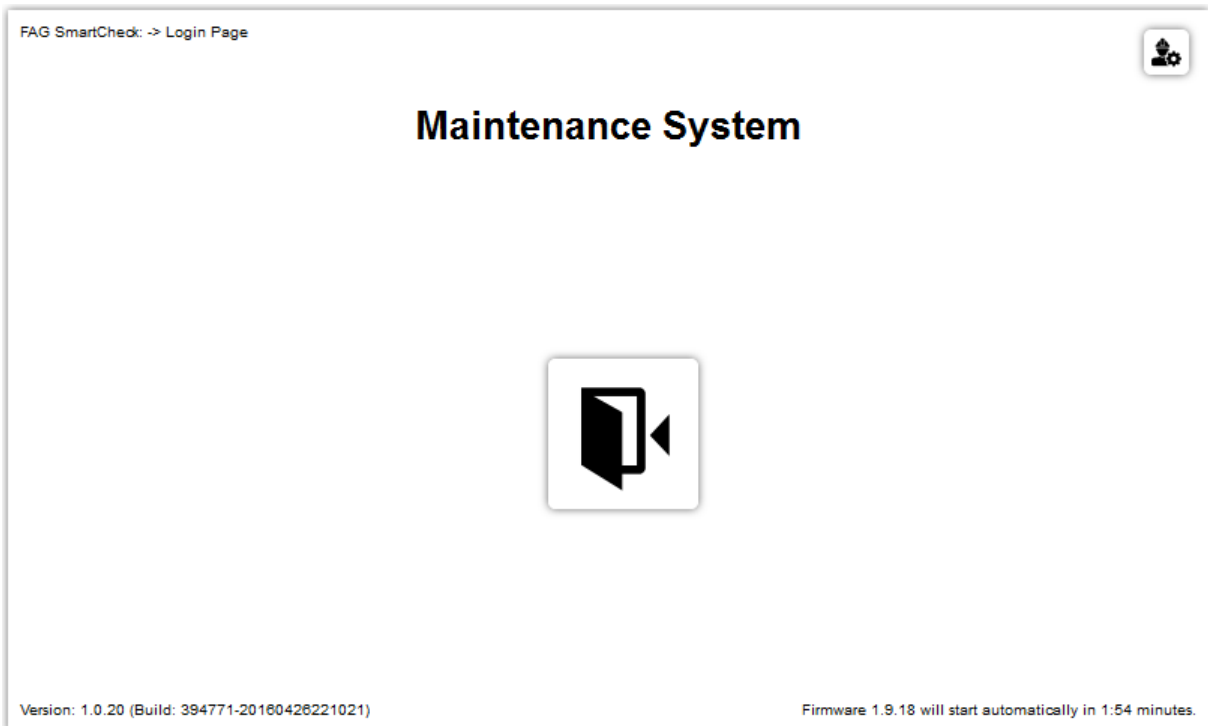 FAG SmartCheck: -> Login Page
Maintenance System
Version: 1.0.20 (Build: 394771-20160426221021)
Firmware 1.9.18 will start automatically in 1:54 minutes.